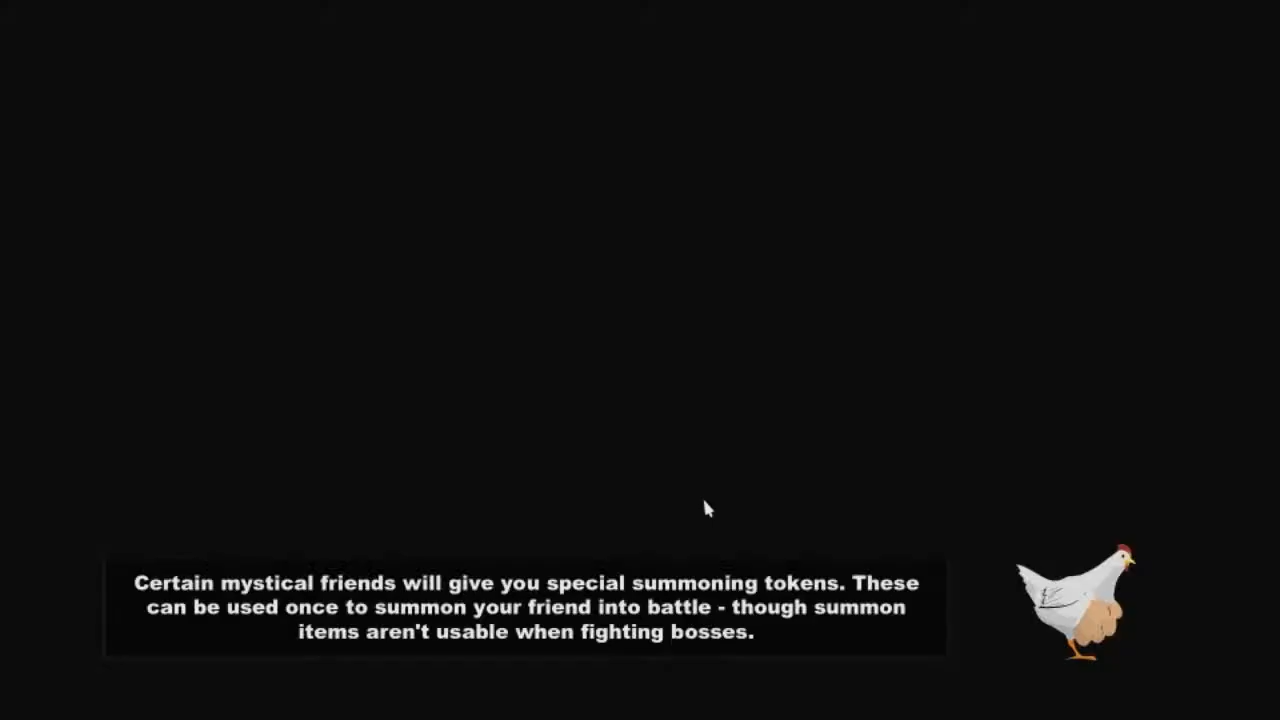 Certain mystical friends will give you special summoning tokens. These
can be used once to summon your friend into battle - though summon
items aren't usable when fighting bosses.